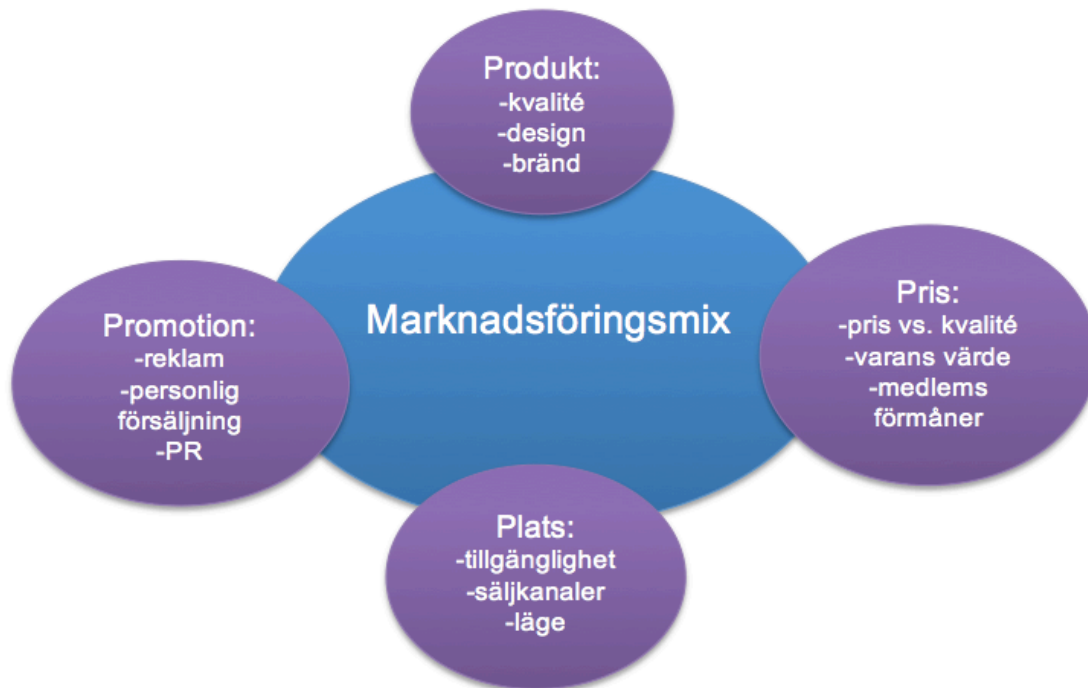 Produkt:
-kvalité
-design
-bränd
Marknadsföringsmix
Pris:
-pris vs. kvalité
-varans värde
-medlems
förmåner
Promotion:
-reklam
-personlig
försäljning
-PR
Plats:
-tillgänglighet
-säljkanaler
-läge